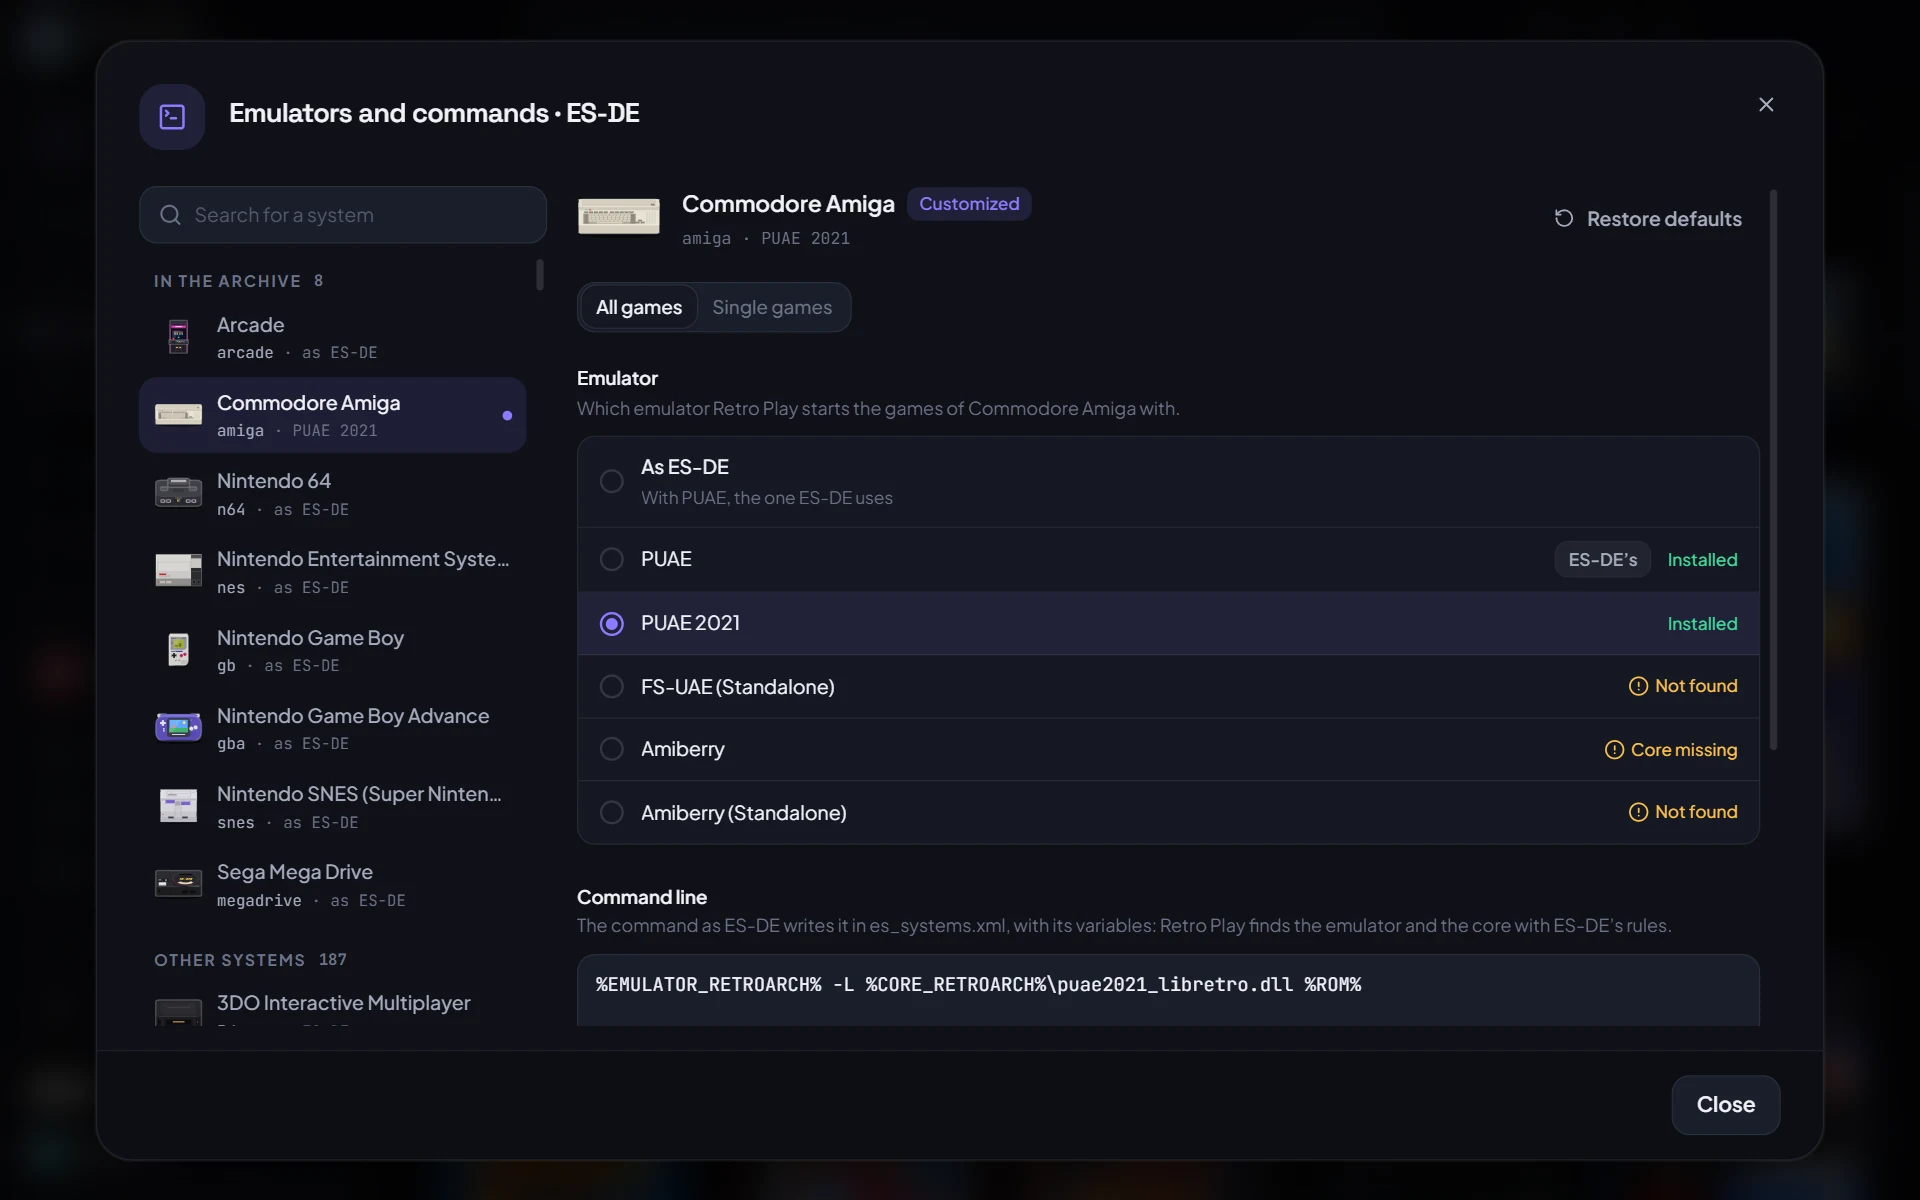 Emulators and commands · ES-DE
Search for a system
IN THE ARCHIVE 8
Arcade
arcade · as ES-DE
Commodore Amiga
amiga · PUAE 2021
Nintendo 64
n64 · as ES-DE
Nintendo Entertainment Syste...
nes · as ES-DE
Nintendo Game Boy
gb · as ES-DE
Nintendo Game Boy Advance
gba · as ES-DE
Nintendo SNES (Super Ninten...
snes · as ES-DE
Sega Mega Drive
megadrive · as ES-DE
OTHER SYSTEMS 187
3DO Interactive Multiplayer
Commodore Amiga Customized
amiga · PUAE 2021
Restore defaults
All games Single games
Emulator
Which emulator Retro Play starts the games of Commodore Amiga with.
As ES-DE
With PUAE, the one ES-DE uses
PUAE ES-DE's Installed
PUAE 2021 Installed
FS-UAE (Standalone) Not found
Amiberry Core missing
Amiberry (Standalone) Not found
Command line
The command as ES-DE writes it in es_systems.xml, with its variables: Retro Play finds the emulator and the core with ES-DE's rules.
%EMULATOR_RETROARCH% -L %CORE_RETROARCH%\puae2021_libretro.dll %ROM%
Close